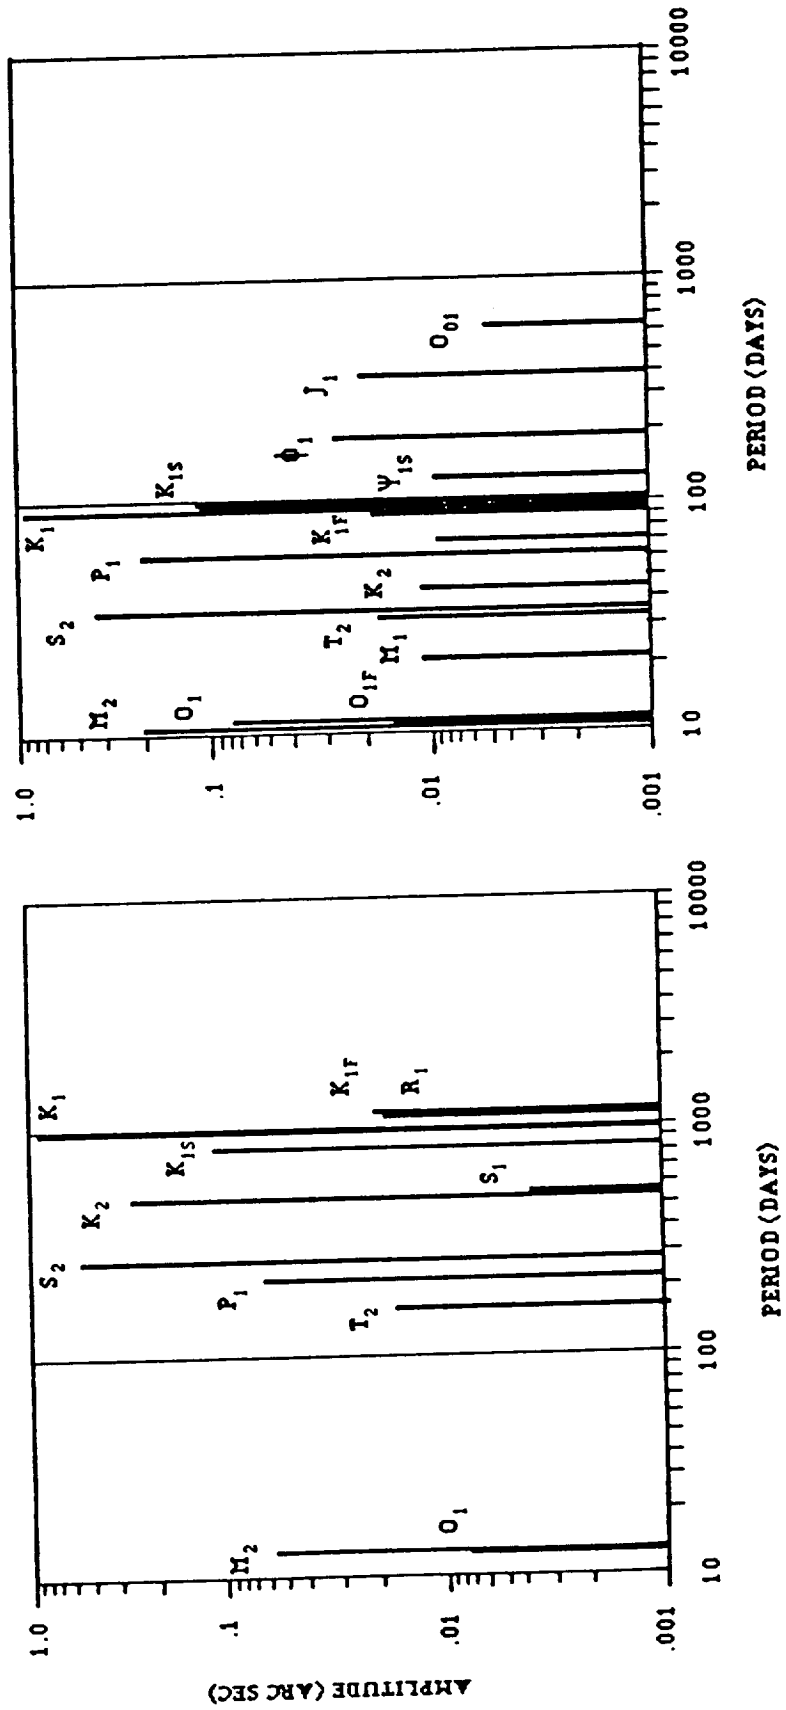 AMPLITUDE (ARC SEC)
1.0
.1
.01
.001
M₂
O₁
T₂
P₁
S₂
K₂
S₁
K₁S
K₁
K₁F
R₁
10
100
1000
10000
PERIOD (DAYS)
1.0
.1
.01
.001
M₂
O₁
O₁F
M₁
T₂
S₂
K₂
P₁
K₁F
K₁
K₁S
Ψ₁S
Φ₁
J₁
O₀₁
10
100
1000
10000
PERIOD (DAYS)